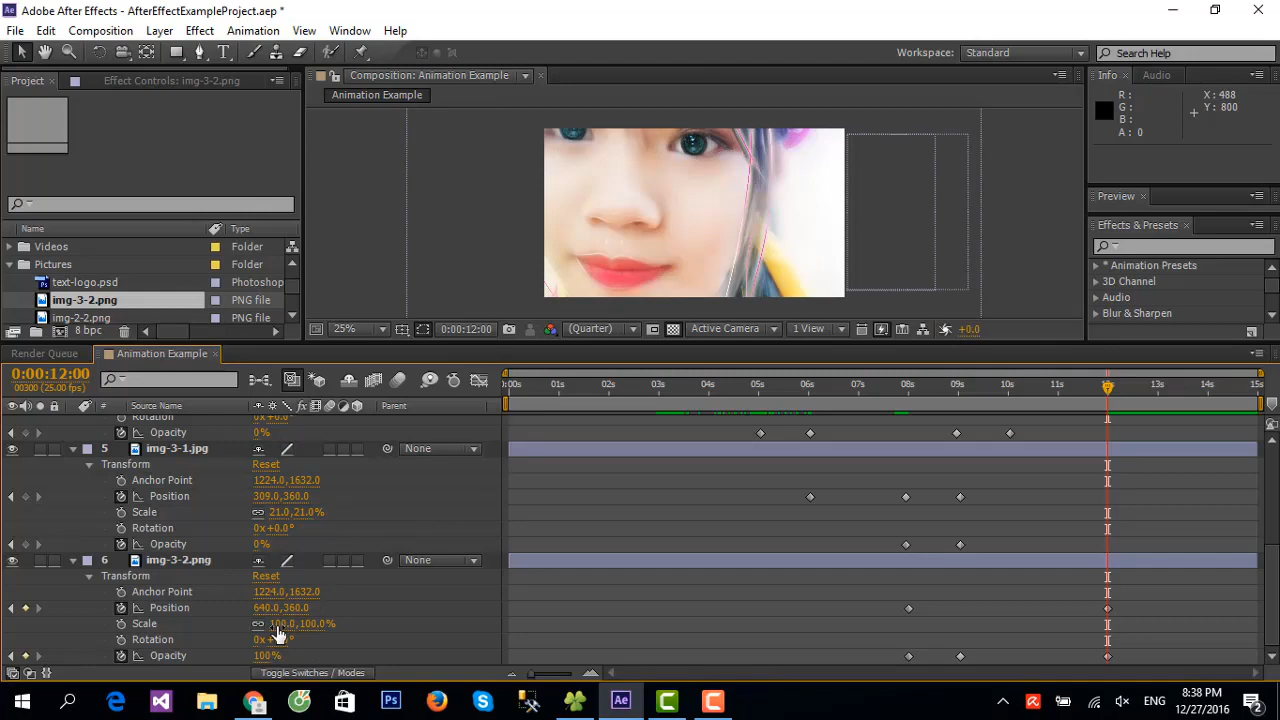 Adobe After Effects - AfterEffectExampleProject.aep *
File Edit Composition Layer Effect Animation View Window Help
Workspace: Standard Search Help
Project Effect Controls: img-3-2.png
Composition: Animation Example
Info Audio
Animation Example
R : X : 488
G :
B : Y : 800
A : 0
Preview
Effects & Presets
Name Type
Videos Folder
Pictures Folder
text-logo.psd Photoshop
img-3-2.png PNG file
img-2-2.png PNG file
* Animation Presets
3D Channel
Audio
Blur & Sharpen
8 bpc
25% 0:00:12:00 (Quarter) Active Camera 1 View +0.0
Render Queue Animation Example
0:00:12:00
00300 (25.00 fps)
0:00s 01s 02s 03s 04s 05s 06s 07s 08s 09s 10s 13s 14s 15s
# Source Name Parent
Rotation 0x+0.0°
Opacity 0%
5 img-3-1.jpg None
Transform Reset
Anchor Point 1224.0,1632.0
Position 309.0,360.0
Scale 21.0,21.0%
Rotation 0x+0.0°
Opacity 0%
6 img-3-2.png None
Transform Reset
Anchor Point 1224.0,1632.0
Position 640.0,360.0
Scale 100.0,100.0%
Rotation
Opacity 100%
Toggle Switches / Modes
ENG 8:38 PM
12/27/2016